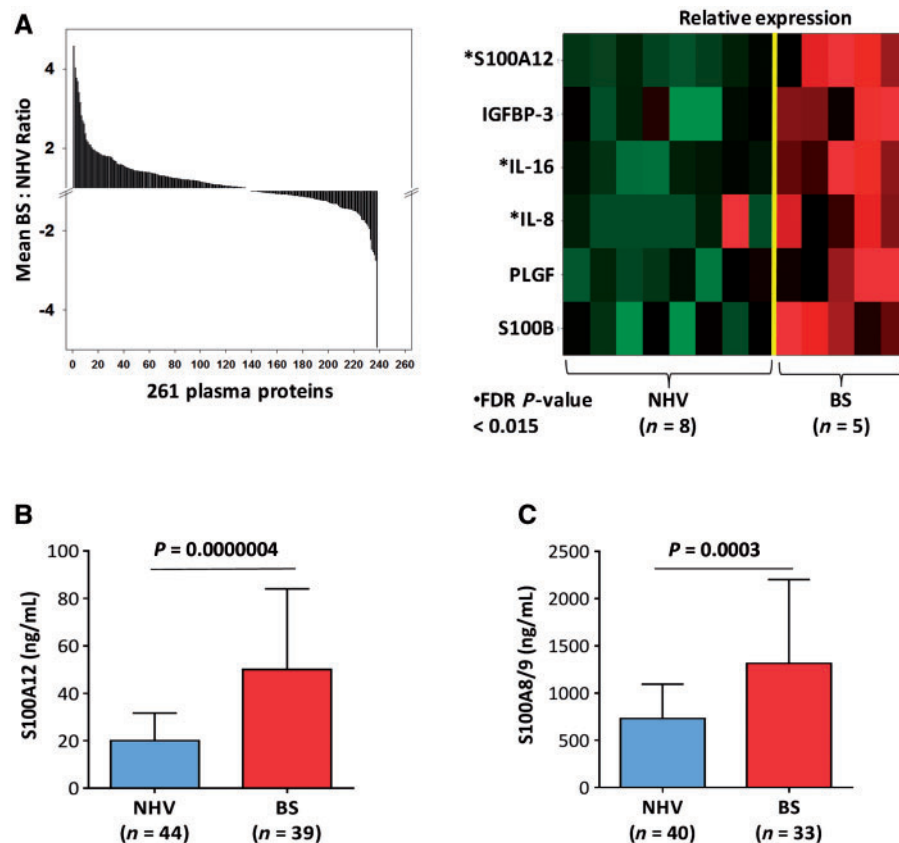 A
Mean BS : NHV Ratio
4
2
-2
-4
0 20 40 60 80 100 120 140 160 180 200 220 240 260
261 plasma proteins
Relative expression
*S100A12
IGFBP-3
*IL-16
*IL-8
PLGF
S100B
•FDR P-value
< 0.015
NHV
(n = 8)
BS
(n = 5)
B
P = 0.0000004
S100A12 (ng/mL)
100
80
60
40
20
0
NHV
(n = 44)
BS
(n = 39)
C
P = 0.0003
S100A8/9 (ng/mL)
2500
2000
1500
1000
500
0
NHV
(n = 40)
BS
(n = 33)